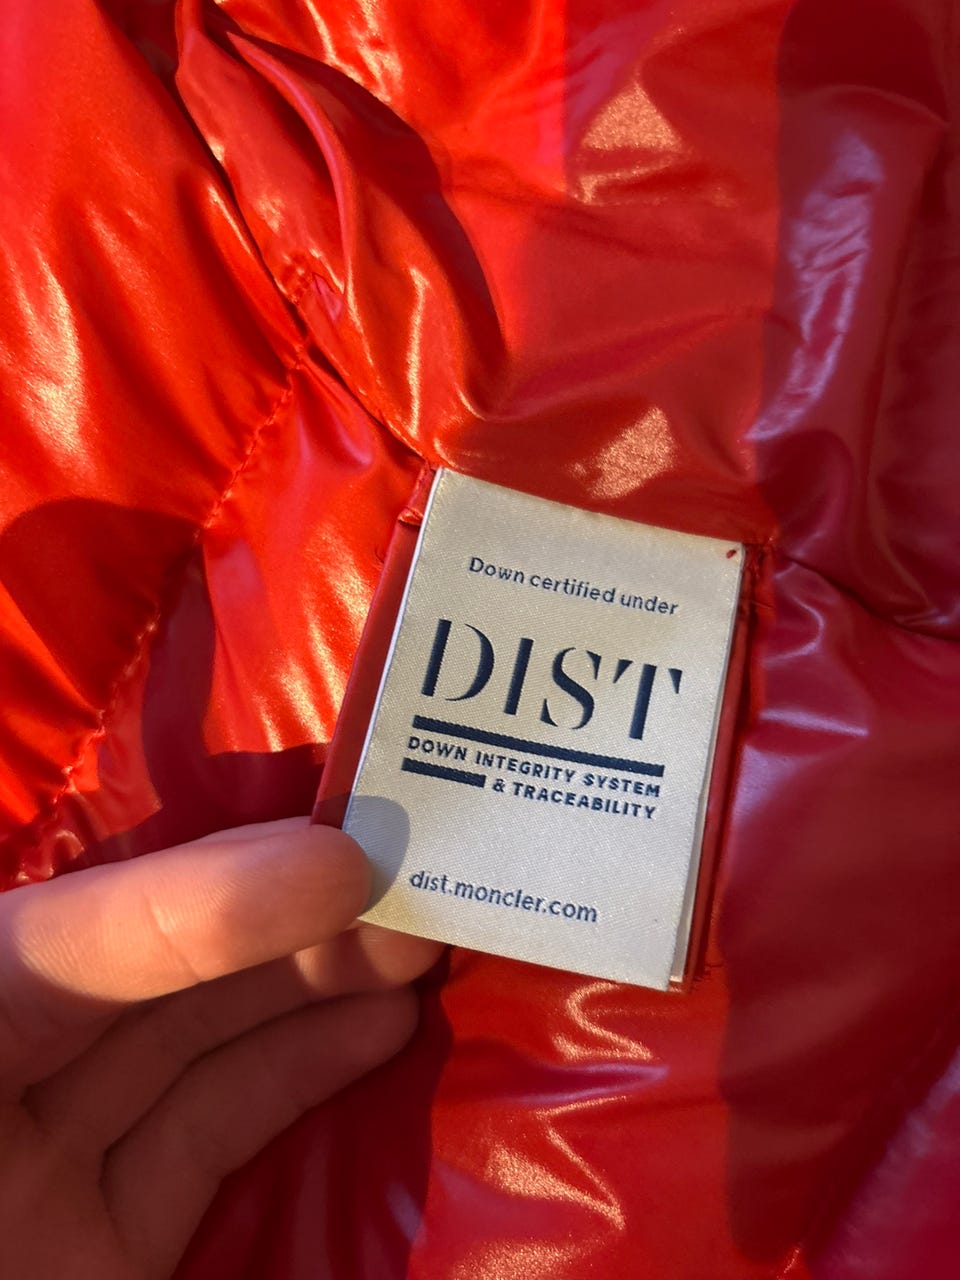 Down certified under
DIST
DOWN INTEGRITY SYSTEM
& TRACEABILITY
dist.moncler.com